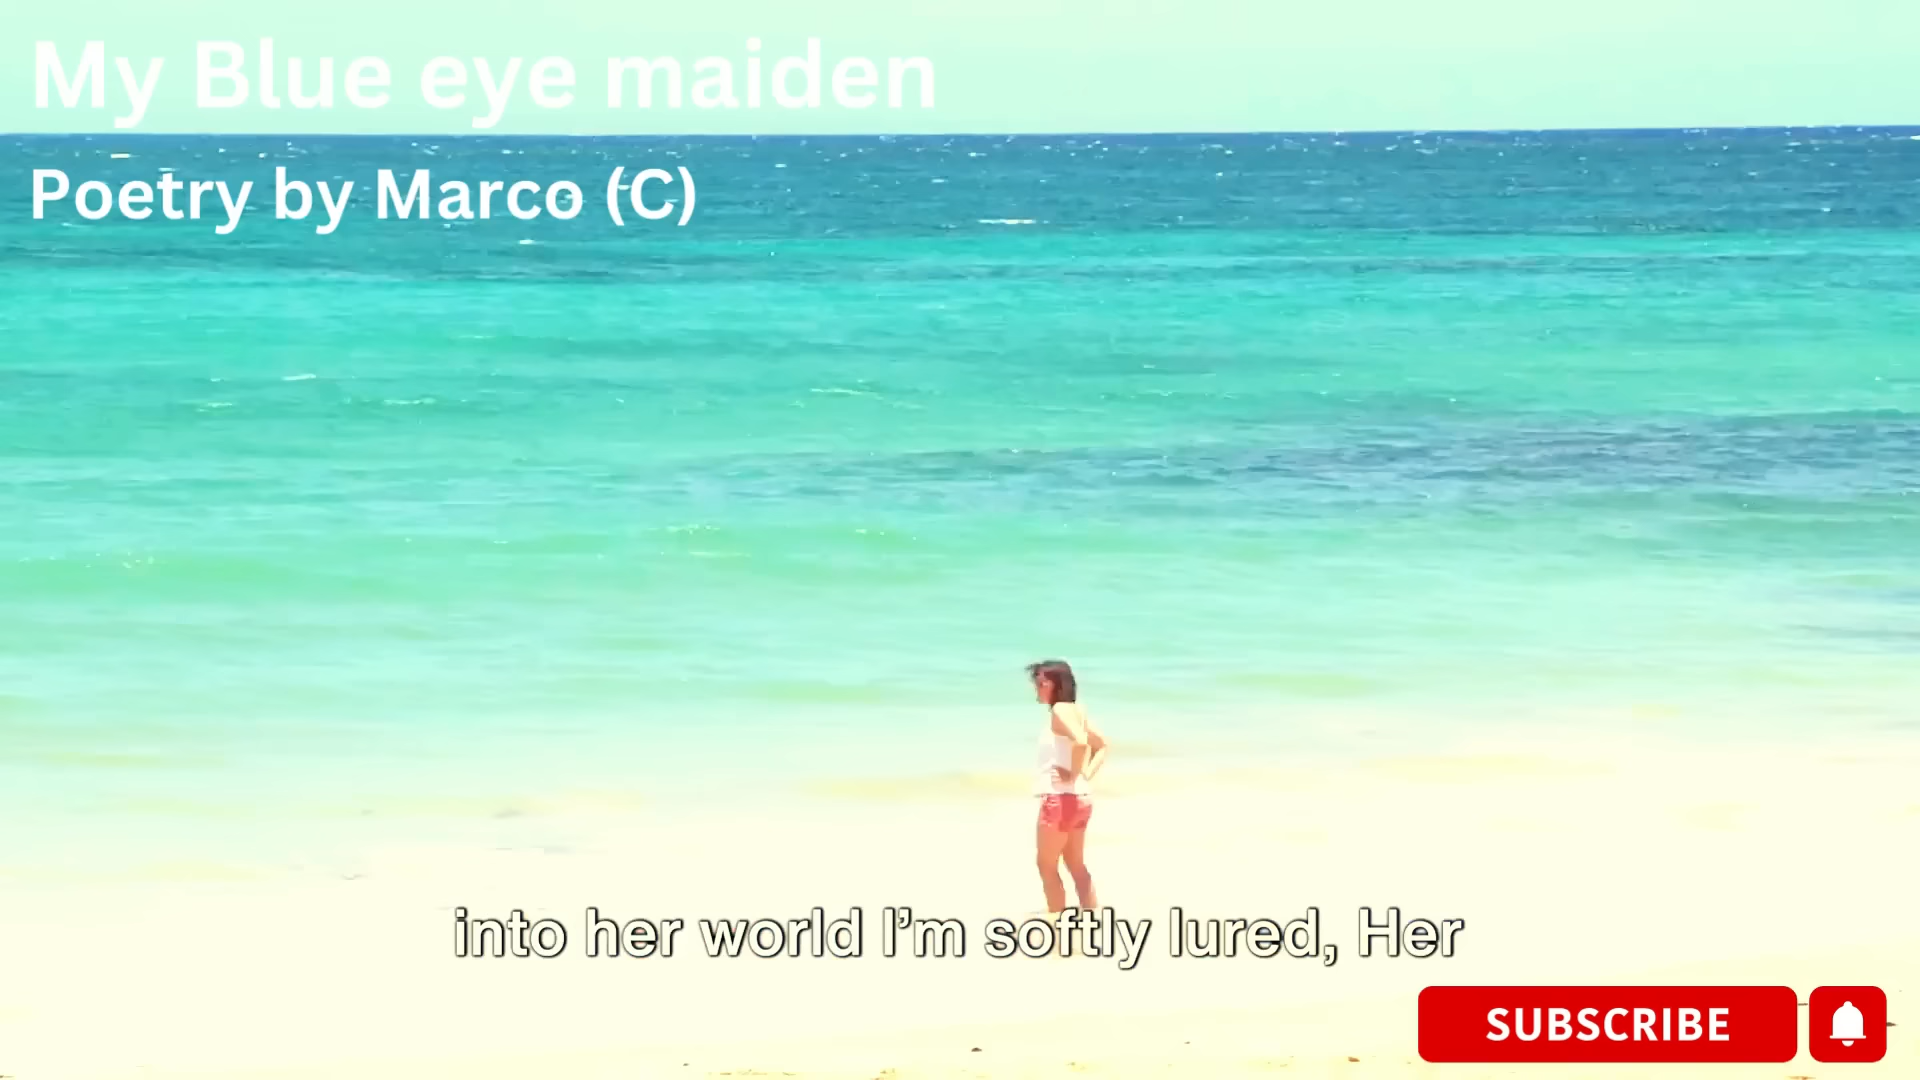 My Blue eye maiden
Poetry by Marco (C)
into her world I'm softly lured, Her
SUBSCRIBE